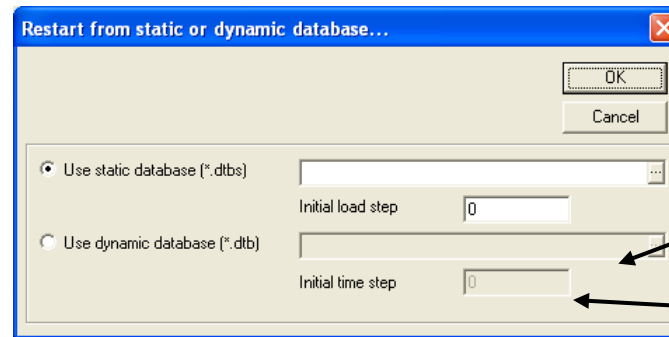 Restart from static or dynamic database...
OK
Cancel
Use static database (*.dtbs)
...
Initial load step 0
Use dynamic database (*.dtb)
Initial time step 0